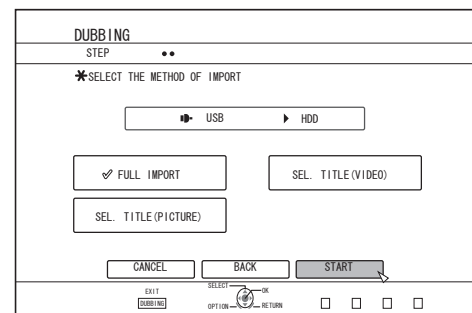 DUBBING
STEP
*SELECT THE METHOD OF IMPORT
USB ▶ HDD
✓ FULL IMPORT SEL. TITLE(VIDEO)
SEL. TITLE(PICTURE)
CANCEL BACK START
EXIT
DUBBING
SELECT OK
OPTION RETURN